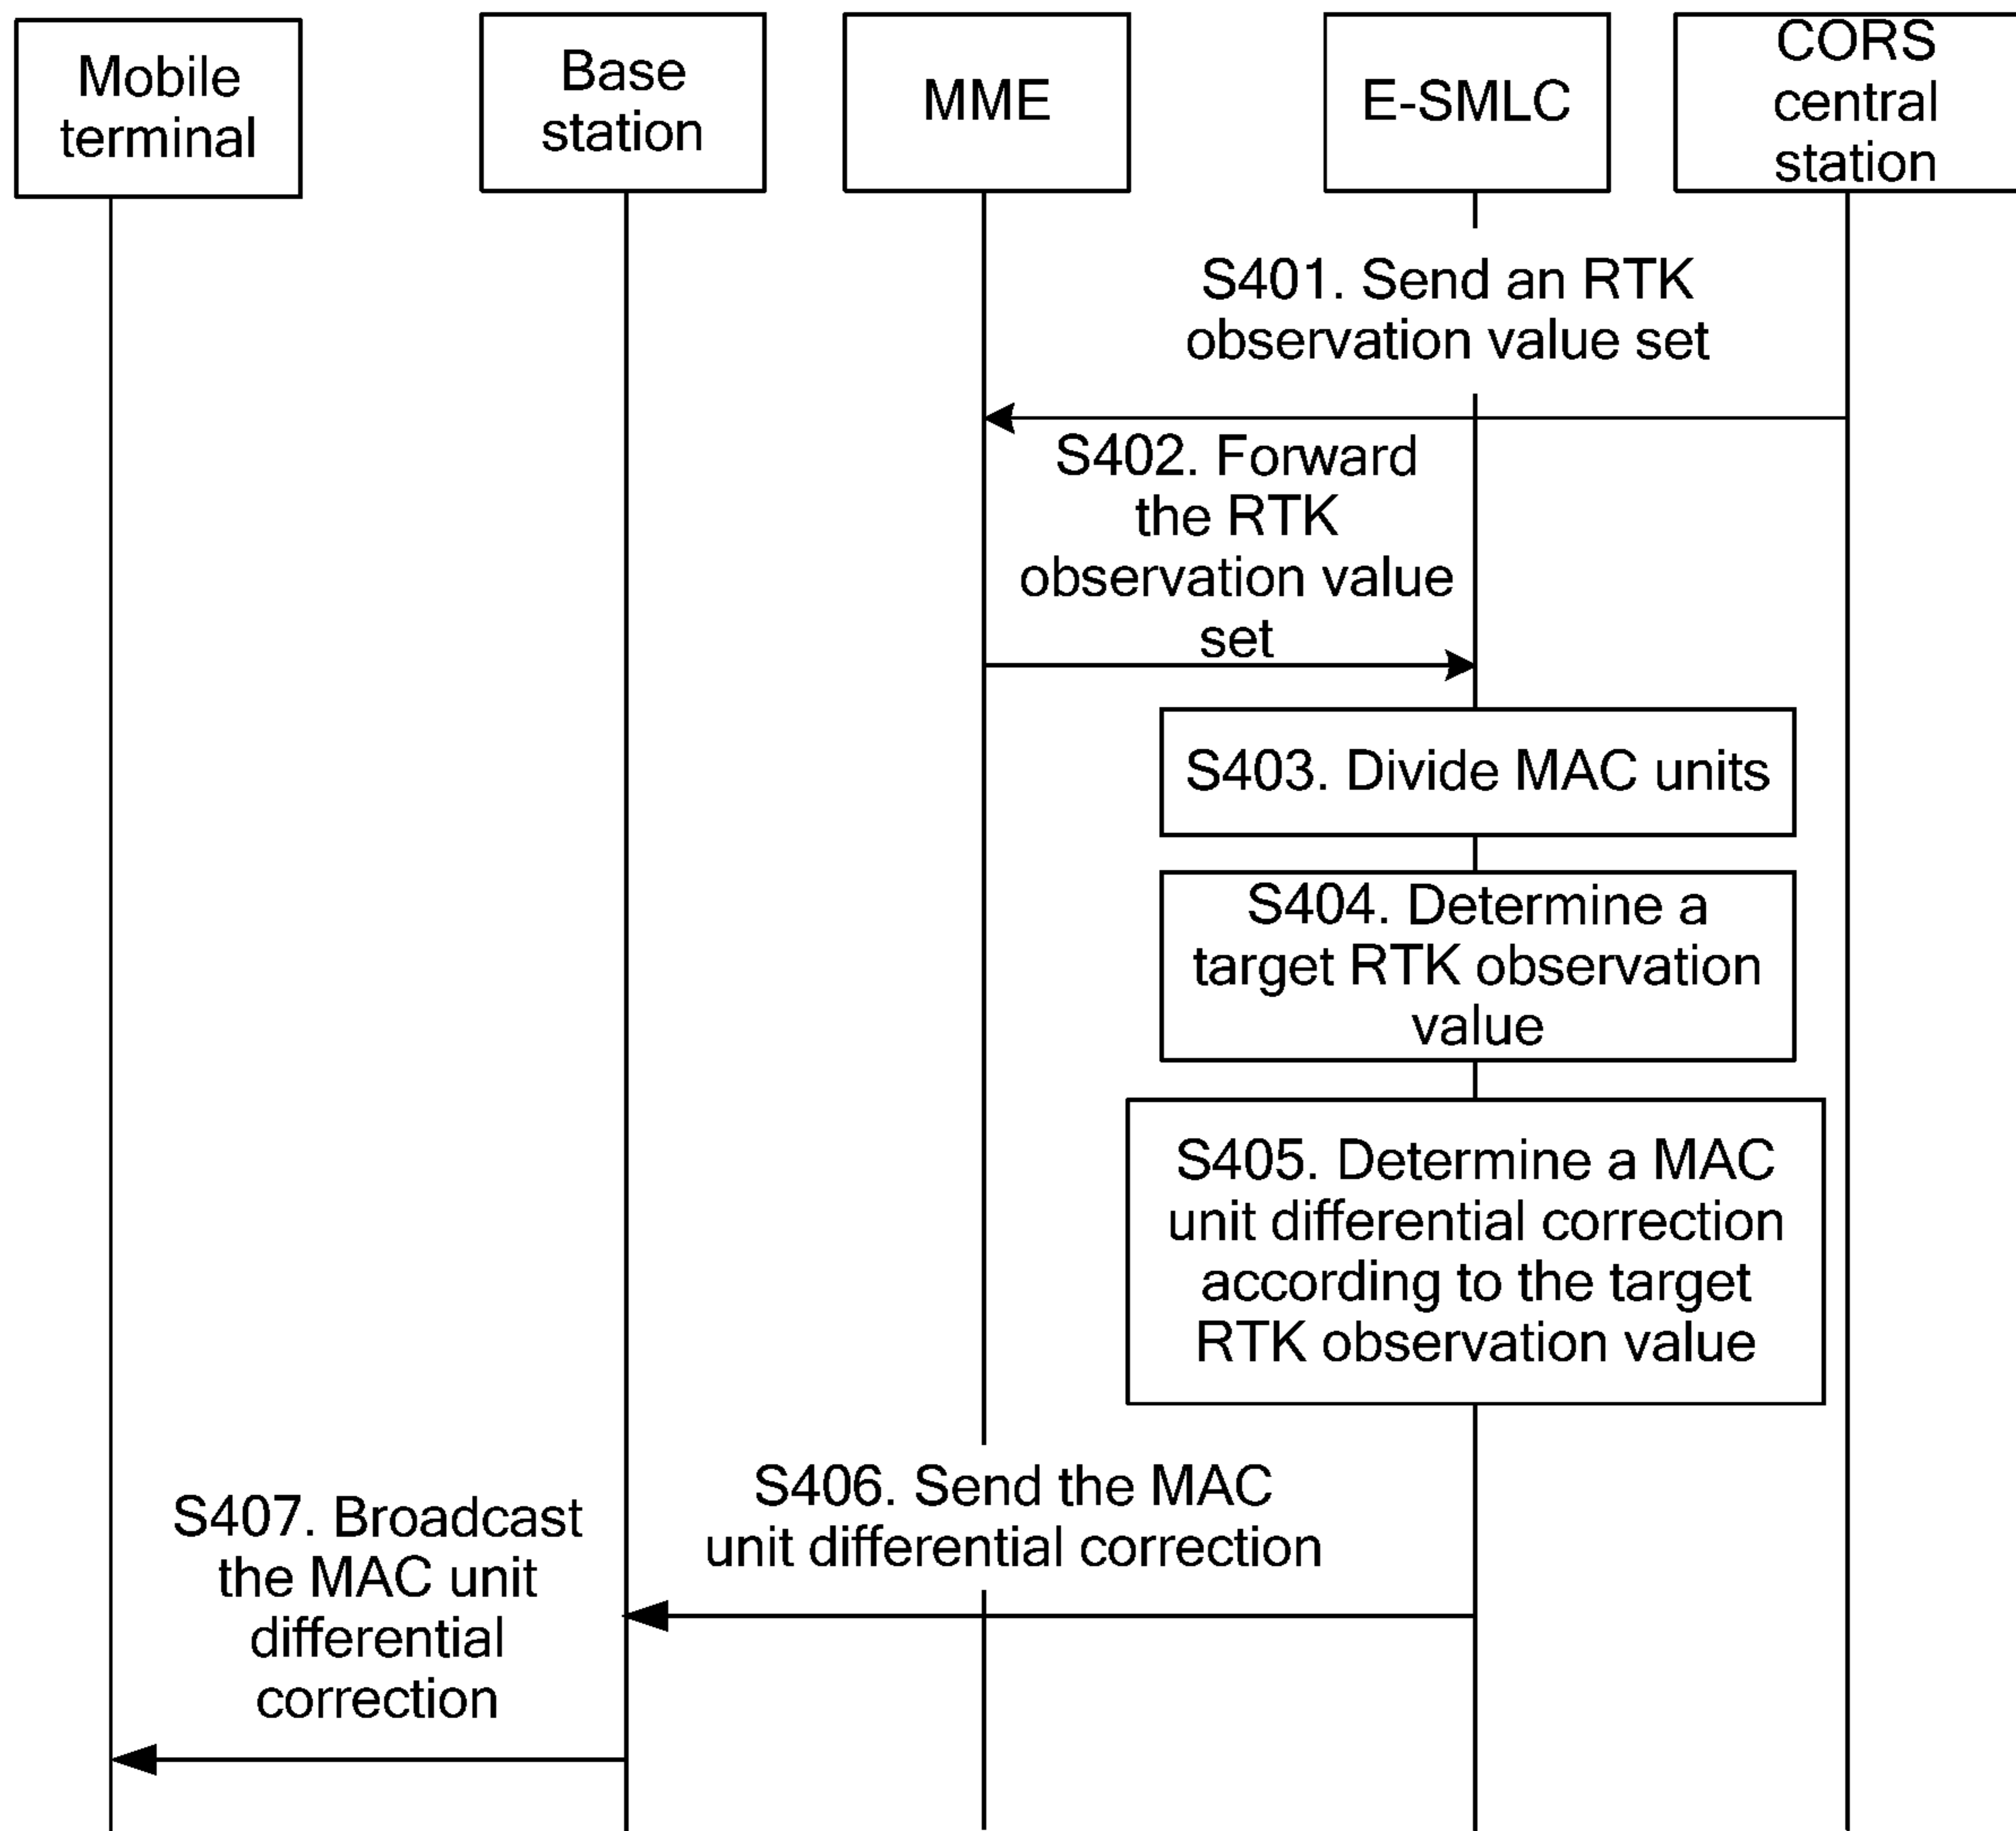 Mobile
terminal
Base
station
MME
E-SMLC
CORS
central
station
S401. Send an RTK
observation value set
S402. Forward
the RTK
observation value
set
S403. Divide MAC units
S404. Determine a
target RTK observation
value
S405. Determine a MAC
unit differential correction
according to the target
RTK observation value
S406. Send the MAC
unit differential correction
S407. Broadcast
the MAC unit
differential
correction